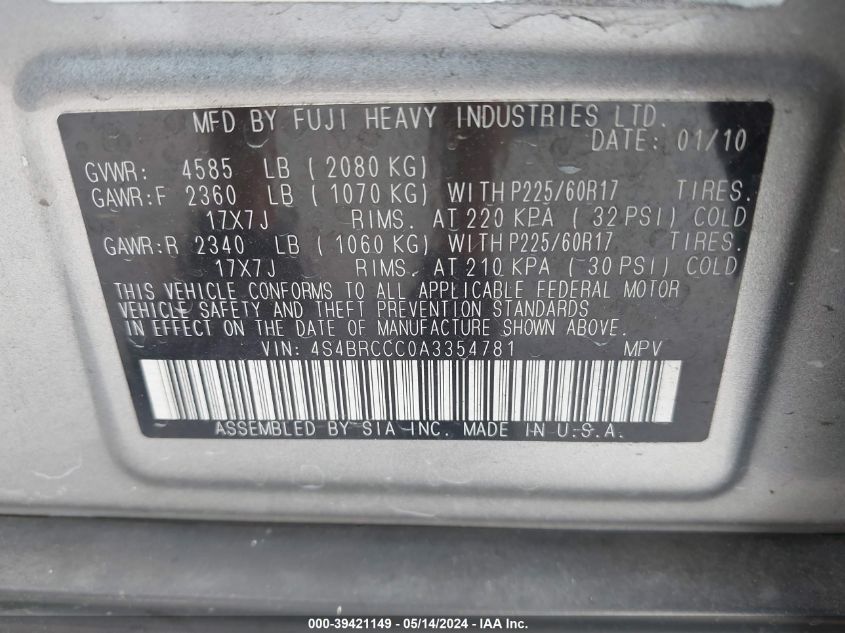 MFD BY FUJI HEAVY INDUSTRIES LTD.
DATE: 01/10
GVWR: 4585 LB ( 2080 KG)
GAWR:F 2360 LB ( 1070 KG) WITH P225/60R17 TIRES.
17X7J RIMS. AT 220 KPA ( 32 PSI) COLD
GAWR:R 2340 LB ( 1060 KG) WITH P225/60R17 TIRES.
17X7J RIMS. AT 210 KPA ( 30 PSI) COLD
THIS VEHICLE CONFORMS TO ALL APPLICABLE FEDERAL MOTOR
VEHICLE SAFETY AND THEFT PREVENTION STANDARDS
IN EFFECT ON THE DATE OF MANUFACTURE SHOWN ABOVE.
VIN: 4S4BRCCC0A3354781 MPV
ASSEMBLED BY SIA INC. MADE IN U.S.A.
000-39421149 - 05/14/2024 - IAA Inc.